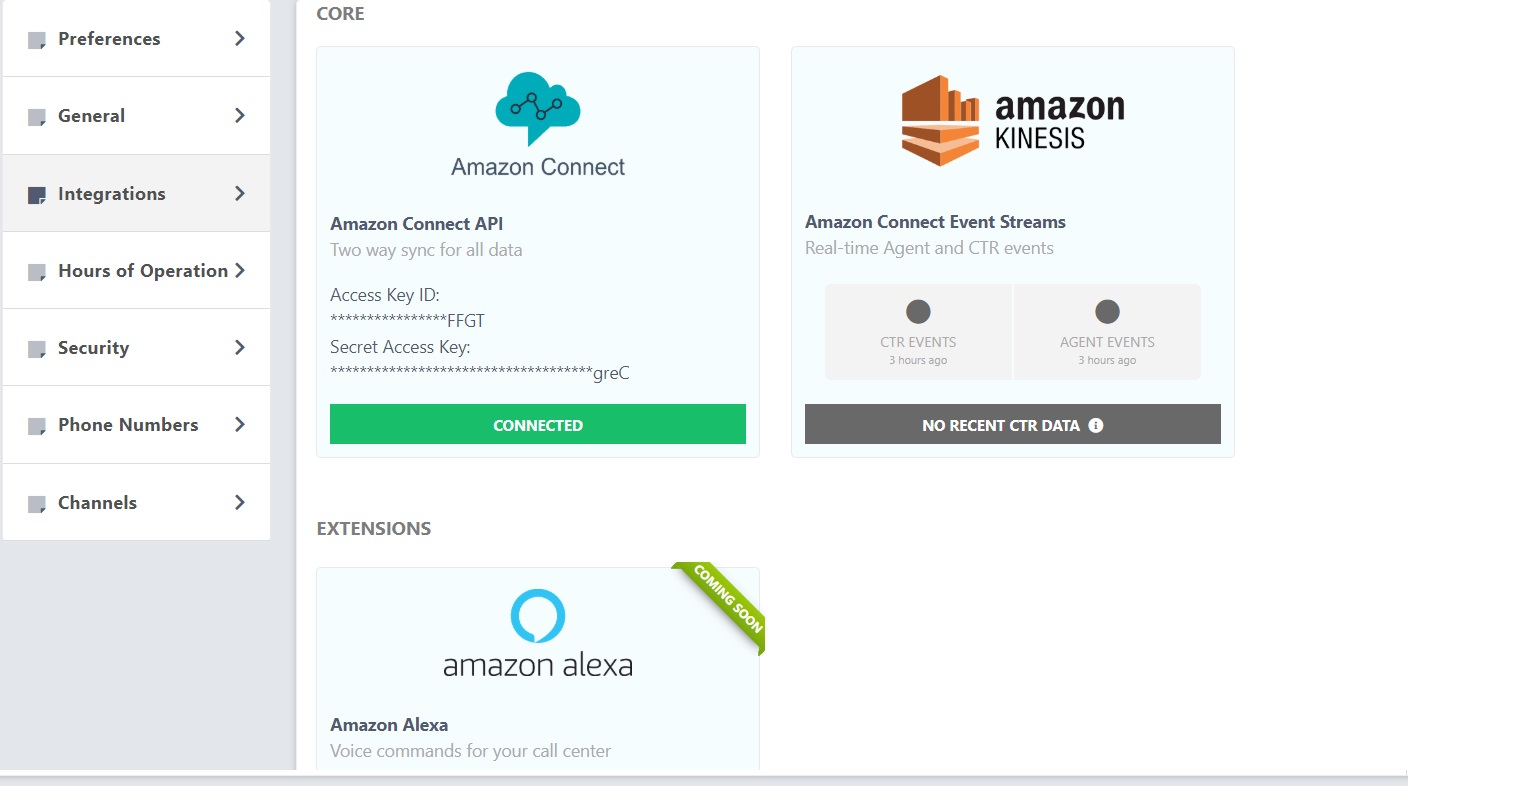 Preferences
General
Integrations
Hours of Operation
Security
Phone Numbers
Channels
CORE
Amazon Connect
Amazon Connect API
Two way sync for all data
Access Key ID:
****************FFGT
Secret Access Key:
************************************greC
CONNECTED
amazon
KINESIS
Amazon Connect Event Streams
Real-time Agent and CTR events
CTR EVENTS
3 hours ago
AGENT EVENTS
3 hours ago
NO RECENT CTR DATA
EXTENSIONS
COMING SOON
amazon alexa
Amazon Alexa
Voice commands for your call center